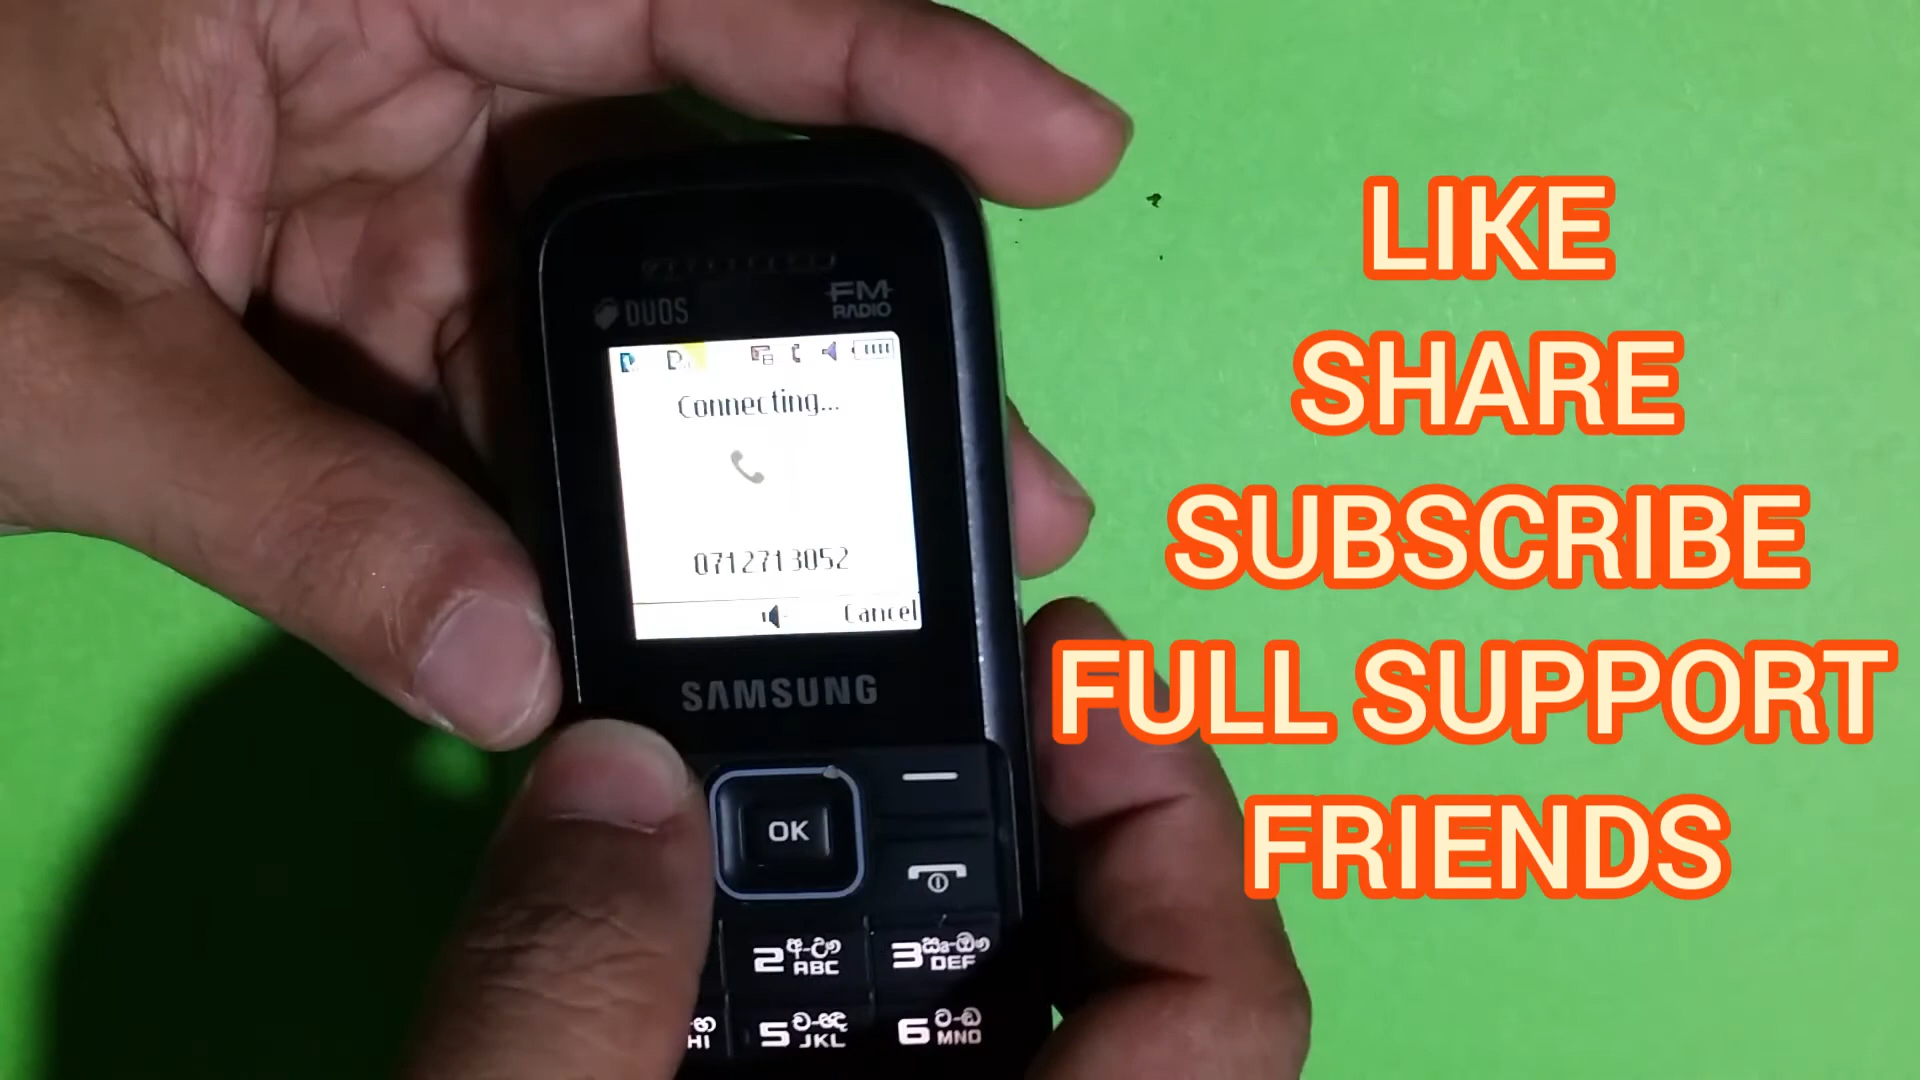 DUOS
FM
RADIO
Connecting...
0712713052
Cancel
SAMSUNG
OK
2 අ-උෟ
ABC
3
DEF
5
JKL
6 ට-ඩ
MNO
LIKE
SHARE
SUBSCRIBE
FULL SUPPORT
FRIENDS